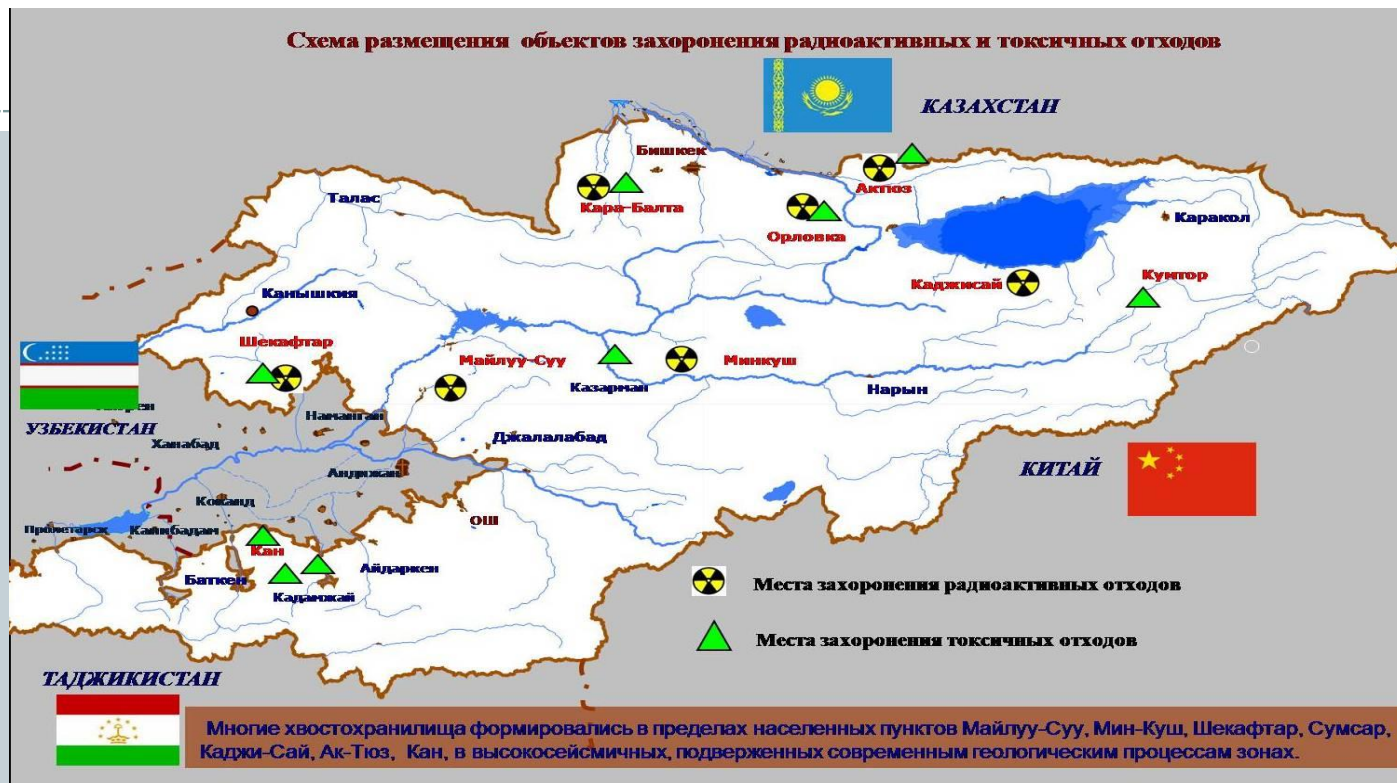 Схема размещения объектов захоронения радиоактивных и токсичных отходов
КАЗАХСТАН
Бишкек
Талас
Кара-Балта
Актюз
Орловка
Каракол
Каджисай
Кумтор
Канышкия
Шекафтар
Майлуу-Суу
Казарман
Минкуш
Нарын
УЗБЕКИСТАН
Ханабад
Наманган
Джалалабад
Андижан
КИТАЙ
Коканд
Пролетарск
Канибадам
ОШ
Кан
Баткен
Айдаркен
Кадамжай
Места захоронения радиоактивных отходов
Места захоронения токсичных отходов
ТАДЖИКИСТАН
Многие хвостохранилища формировались в пределах населенных пунктов Майлуу-Суу, Мин-Куш, Шекафтар, Сумсар,
Каджи-Сай, Ак-Тюз, Кан, в высокосейсмичных, подверженных современным геологическим процессам зонах.